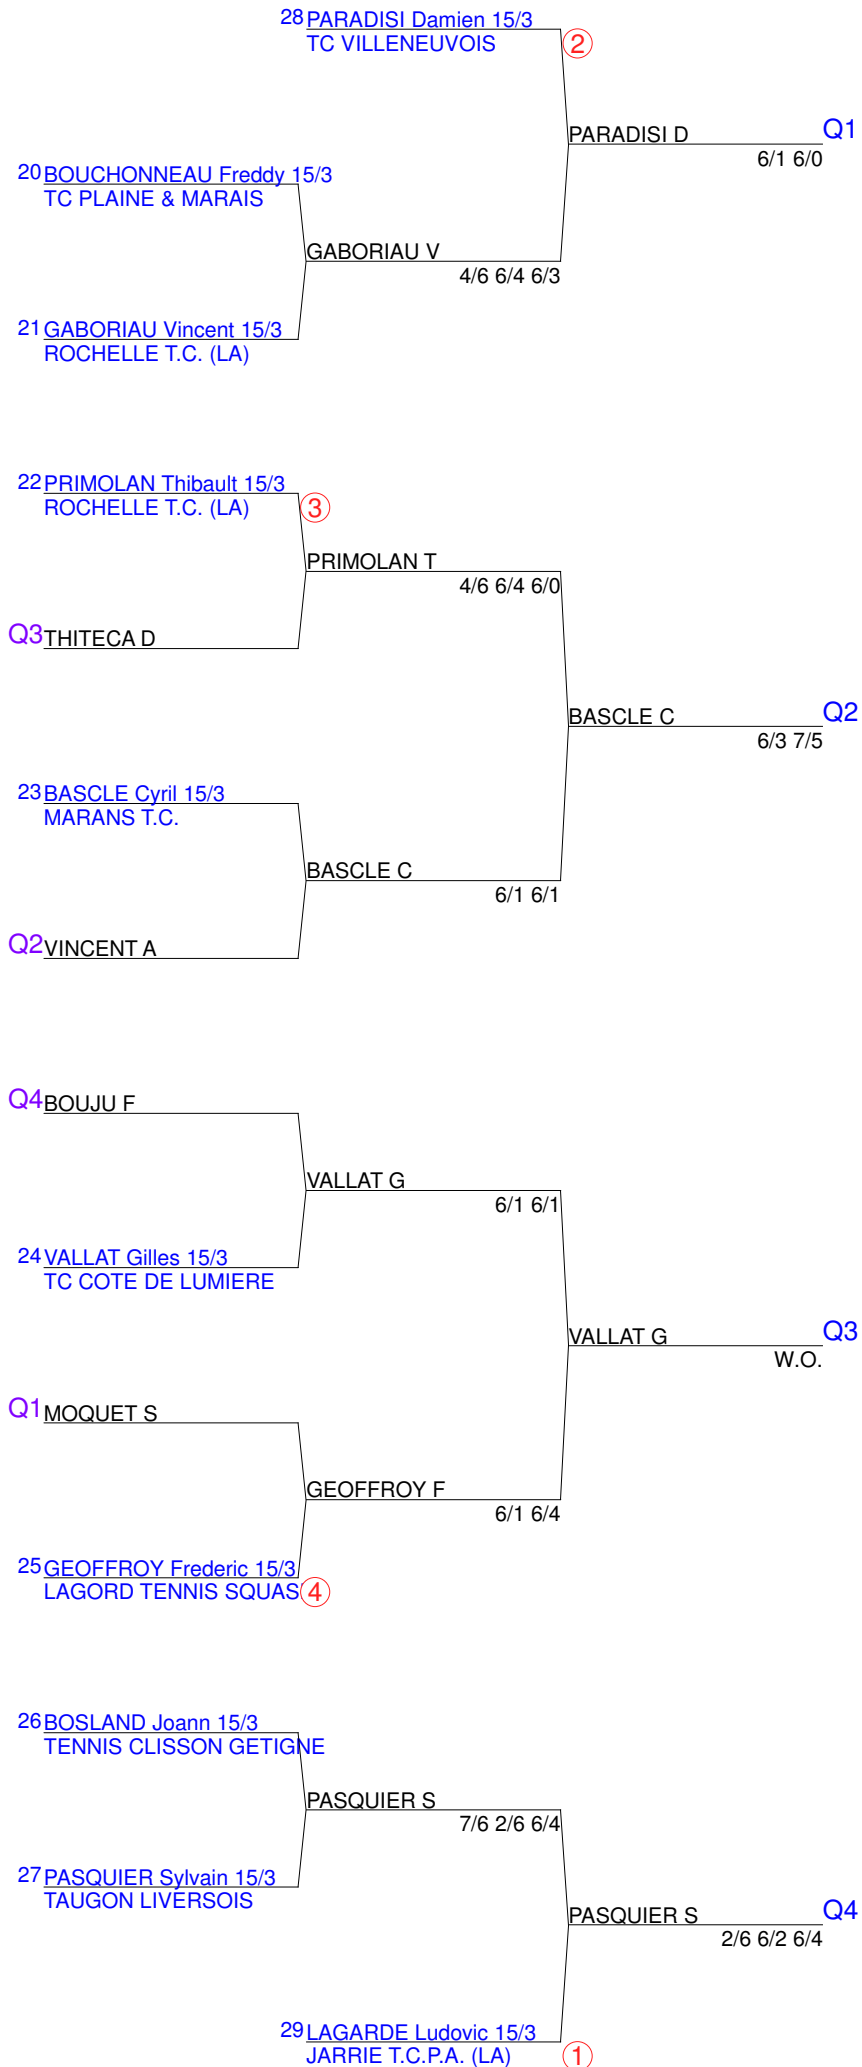 28 PARADISI Damien 15/3
TC VILLENEUVOIS
2
PARADISI D
Q1
6/1 6/0
20 BOUCHONNEAU Freddy 15/3
TC PLAINE & MARAIS
GABORIAU V
4/6 6/4 6/3
21 GABORIAU Vincent 15/3
ROCHELLE T.C. (LA)
22 PRIMOLAN Thibault 15/3
ROCHELLE T.C. (LA)
3
PRIMOLAN T
4/6 6/4 6/0
Q3 THITECA D
BASCLE C
Q2
6/3 7/5
23 BASCLE Cyril 15/3
MARANS T.C.
BASCLE C
6/1 6/1
Q2 VINCENT A
Q4 BOUJU F
VALLAT G
6/1 6/1
24 VALLAT Gilles 15/3
TC COTE DE LUMIERE
VALLAT G
Q3
W.O.
Q1 MOQUET S
GEOFFROY F
6/1 6/4
25 GEOFFROY Frederic 15/3
LAGORD TENNIS SQUAS
4
26 BOSLAND Joann 15/3
TENNIS CLISSON GETIGNE
PASQUIER S
7/6 2/6 6/4
27 PASQUIER Sylvain 15/3
TAUGON LIVERSOIS
PASQUIER S
Q4
2/6 6/2 6/4
29 LAGARDE Ludovic 15/3
JARRIE T.C.P.A. (LA)
1